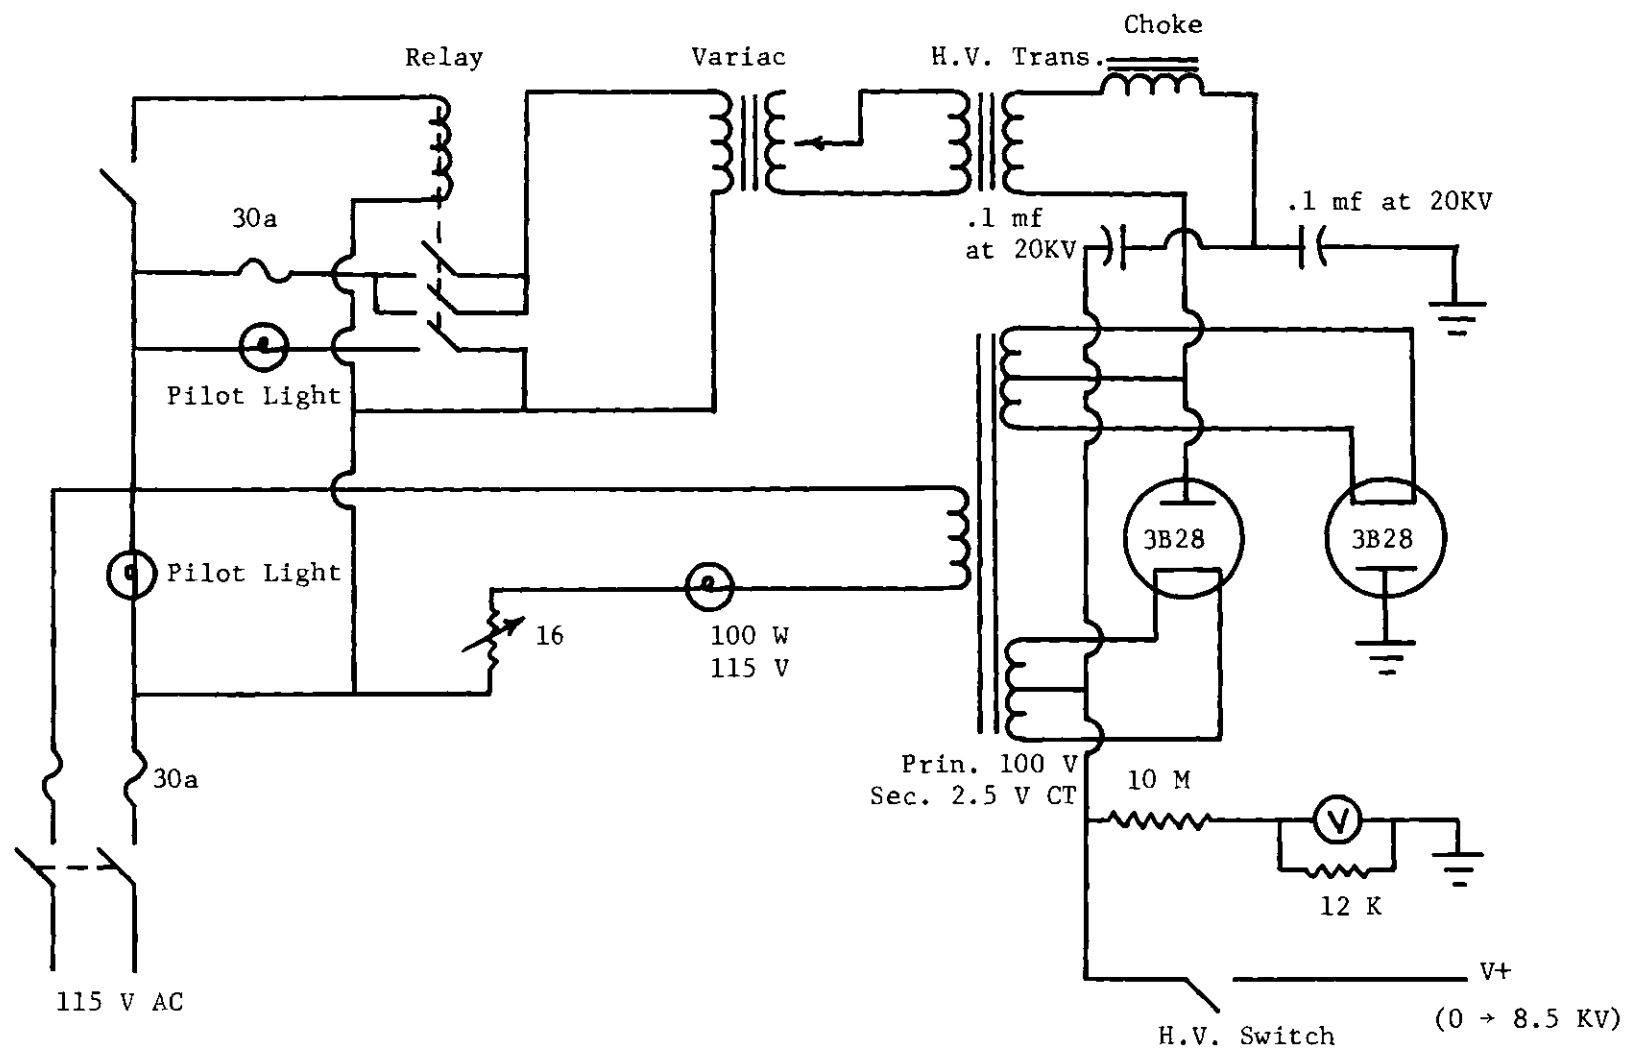 Choke
Relay
Variac
H.V. Trans.
30a
.1 mf
at 20KV
.1 mf at 20KV
Pilot Light
3B28
3B28
Pilot Light
16
100 W
115 V
30a
Prin. 100 V
Sec. 2.5 V CT
10 M
V
12 K
115 V AC
V+
(0 → 8.5 KV)
H.V. Switch